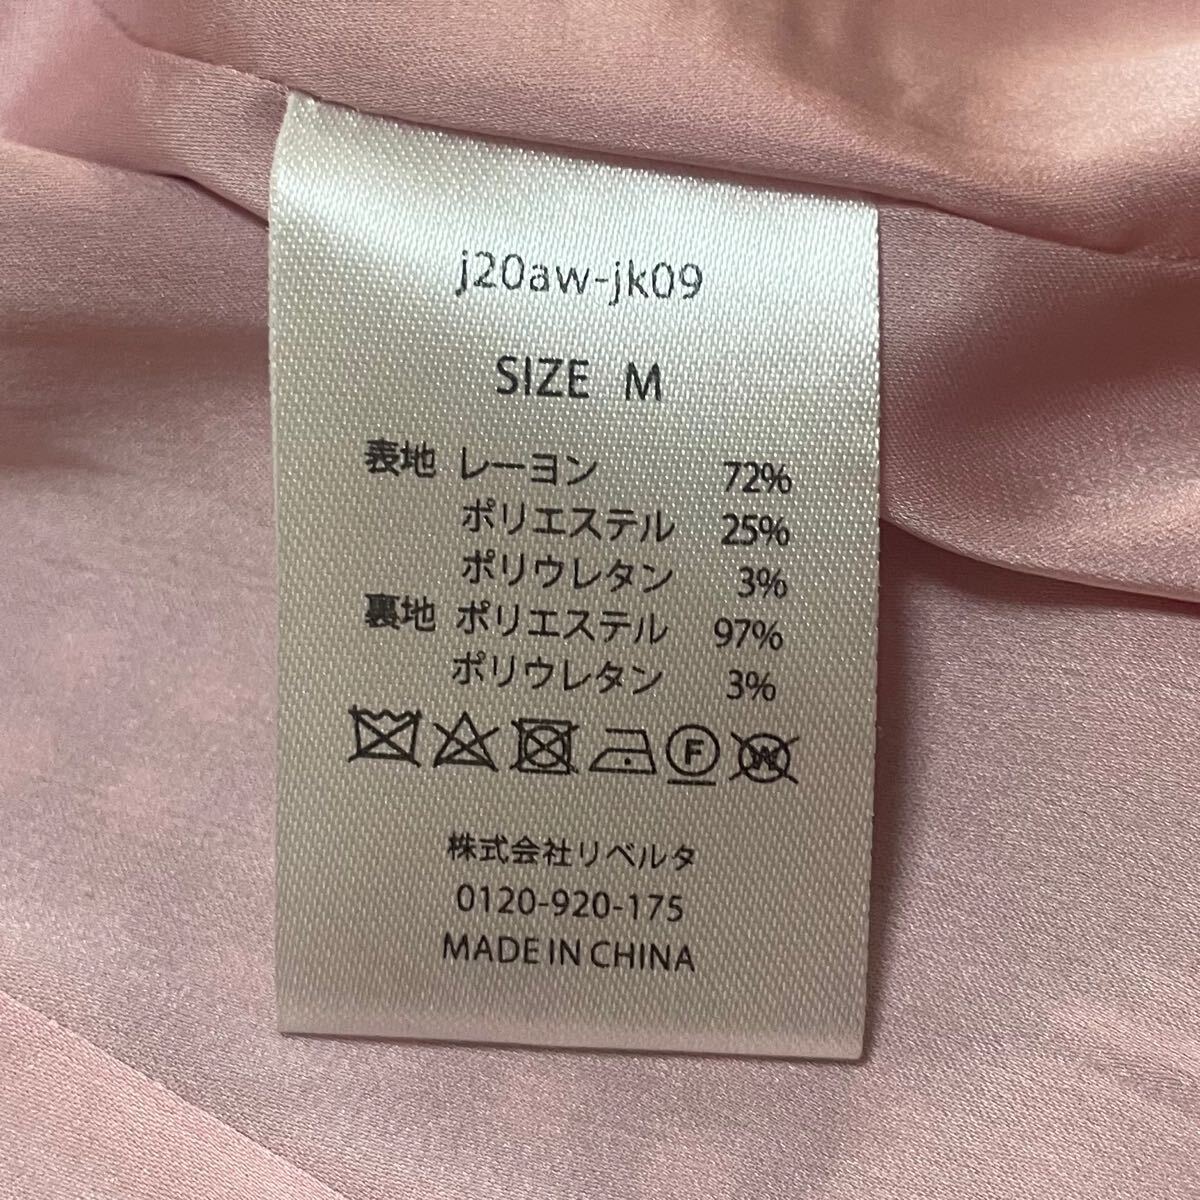 j20aw-jk09
SIZE M
表地 レーヨン 72%
ポリエステル 25%
ポリウレタン 3%
裏地 ポリエステル 97%
ポリウレタン 3%
F W
株式会社リベルタ
0120-920-175
MADE IN CHINA